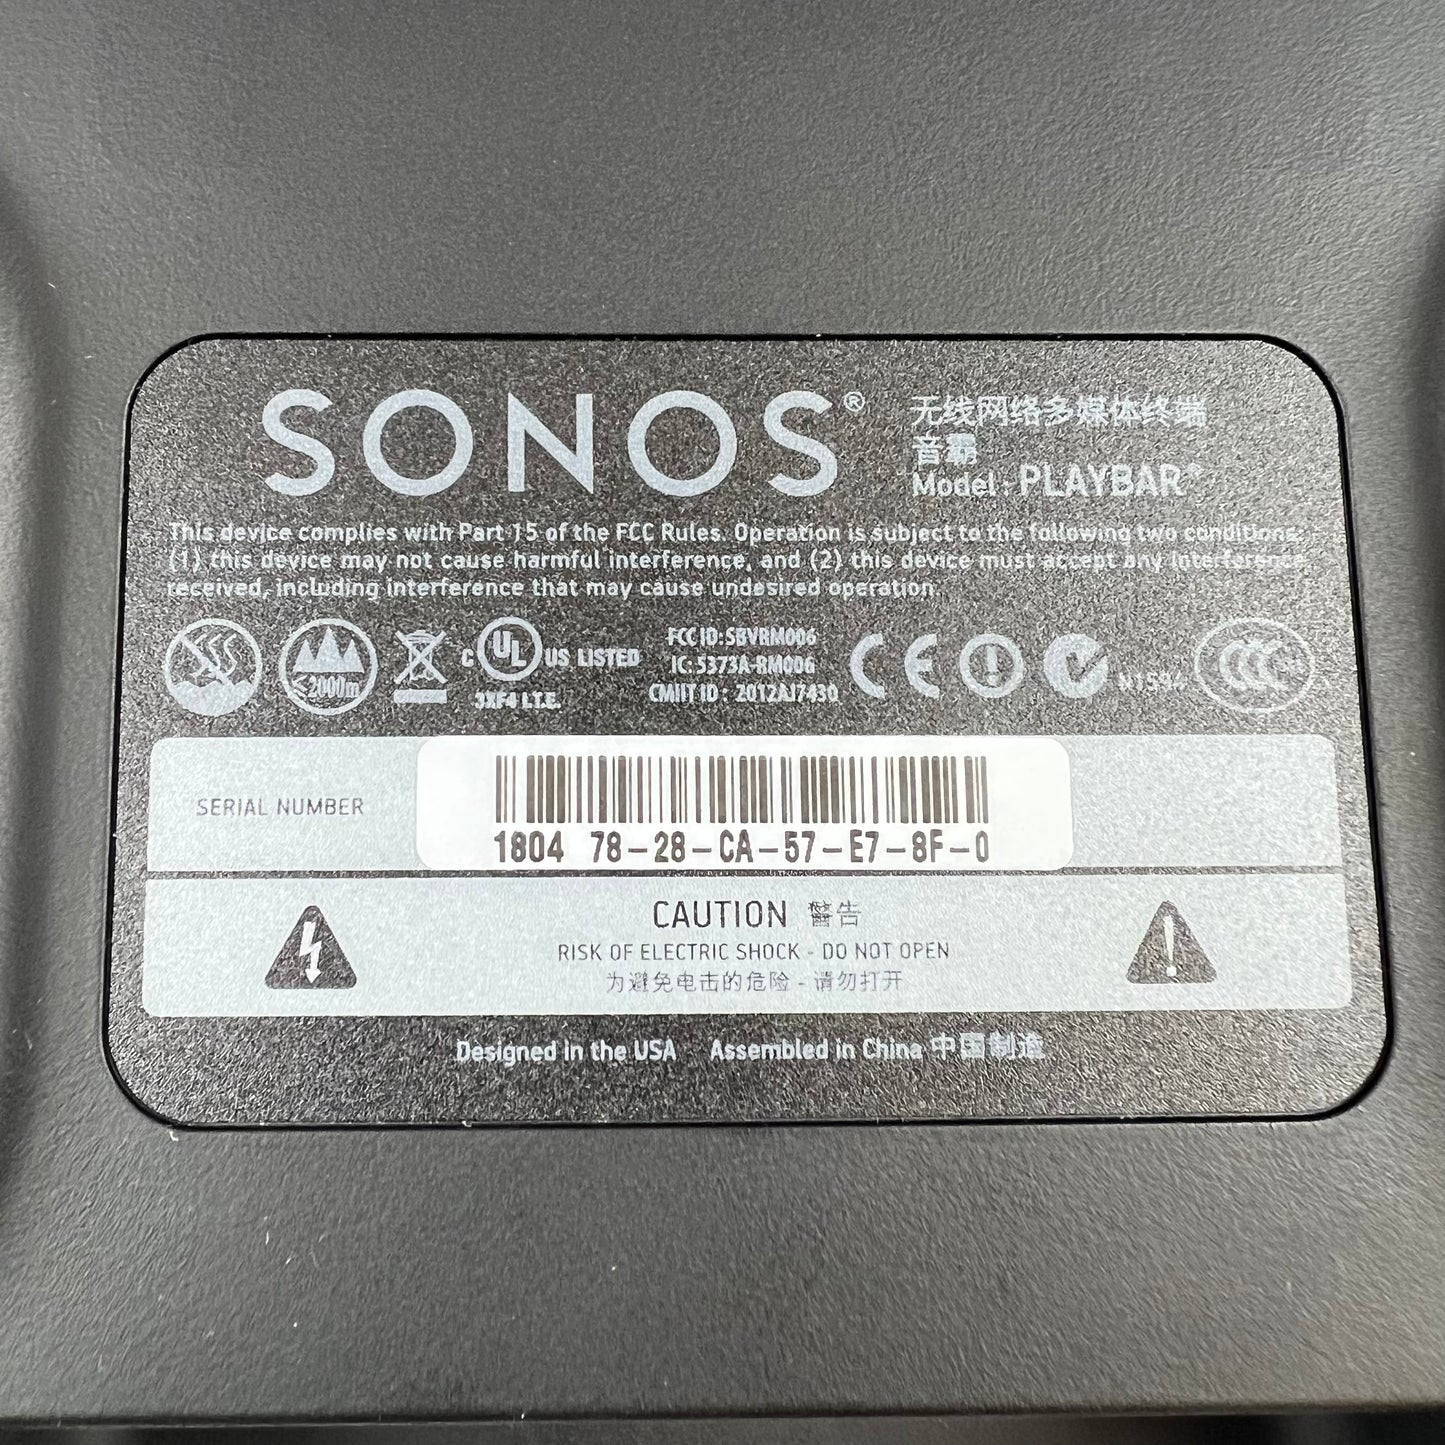 SONOS®
无线网络多媒体终端
音霸
Model: PLAYBAR®
This device complies with Part 15 of the FCC Rules. Operation is subject to the following two conditions:
(1) this device may not cause harmful interference, and (2) this device must accept any interference
received, including interference that may cause undesired operation.
≤2000m
C UL US LISTED
3XF4 I.T.E.
FCC ID: SBVRM006
IC: 5373A-RM006
CMIIT ID: 2012AJ7430
CE
N1594
CCC
SERIAL NUMBER
1804 78-28-CA-57-E7-8F-0
CAUTION 警告
RISK OF ELECTRIC SHOCK - DO NOT OPEN
为避免电击的危险 - 请勿打开
Designed in the USA Assembled in China 中国制造